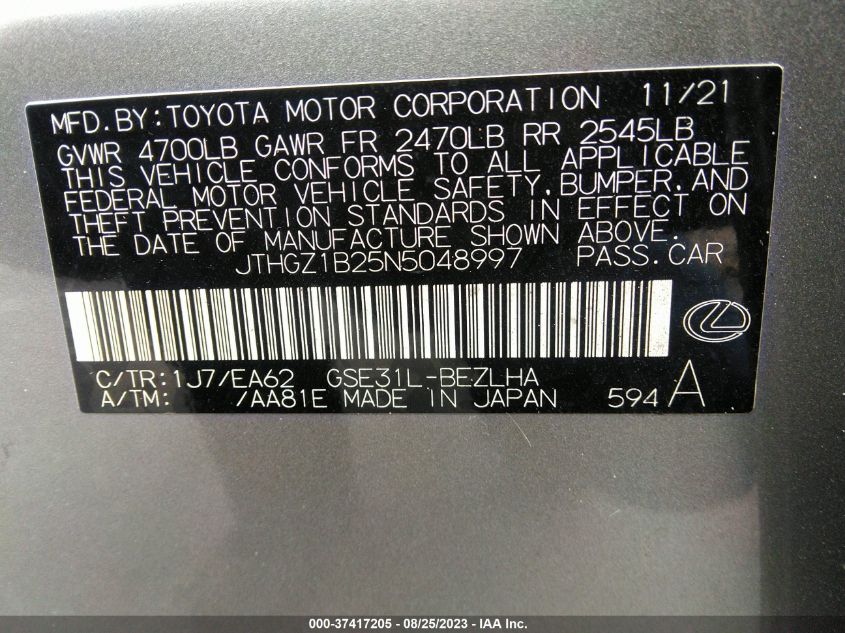 MFD.BY:TOYOTA MOTOR CORPORATION 11/21
GVWR 4700LB GAWR FR 2470LB RR 2545LB
THIS VEHICLE CONFORMS TO ALL APPLICABLE
FEDERAL MOTOR VEHICLE SAFETY,BUMPER,AND
THEFT PREVENTION STANDARDS IN EFFECT ON
THE DATE OF MANUFACTURE SHOWN ABOVE.
JTHGZ1B25N5048997 PASS.CAR
C/TR:1J7/EA62 GSE31L-BEZLHA
A/TM: /AA81E MADE IN JAPAN 594 A
000-37417205 - 08/25/2023 - IAA Inc.